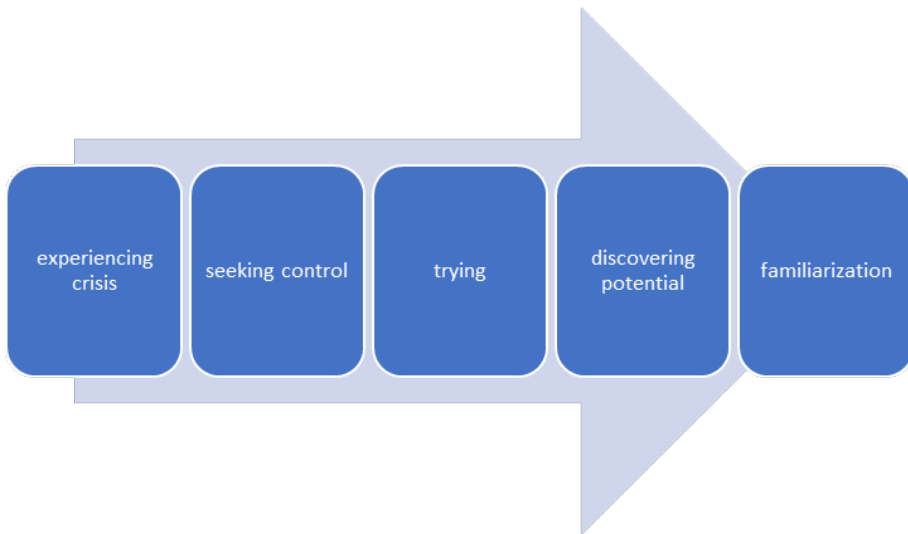 experiencing
crisis
seeking control
trying
discovering
potential
familiarization